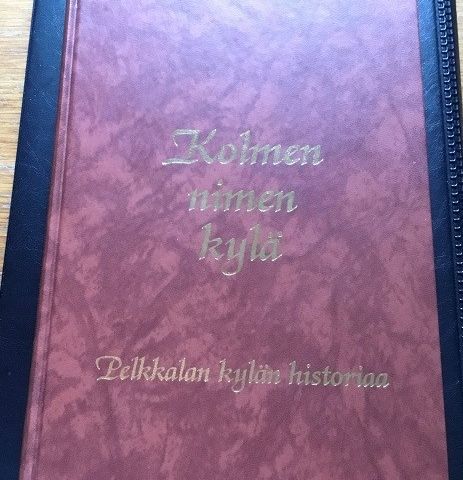 Kolmen
nimen
kylä
Pelkkalan kylän historiaa